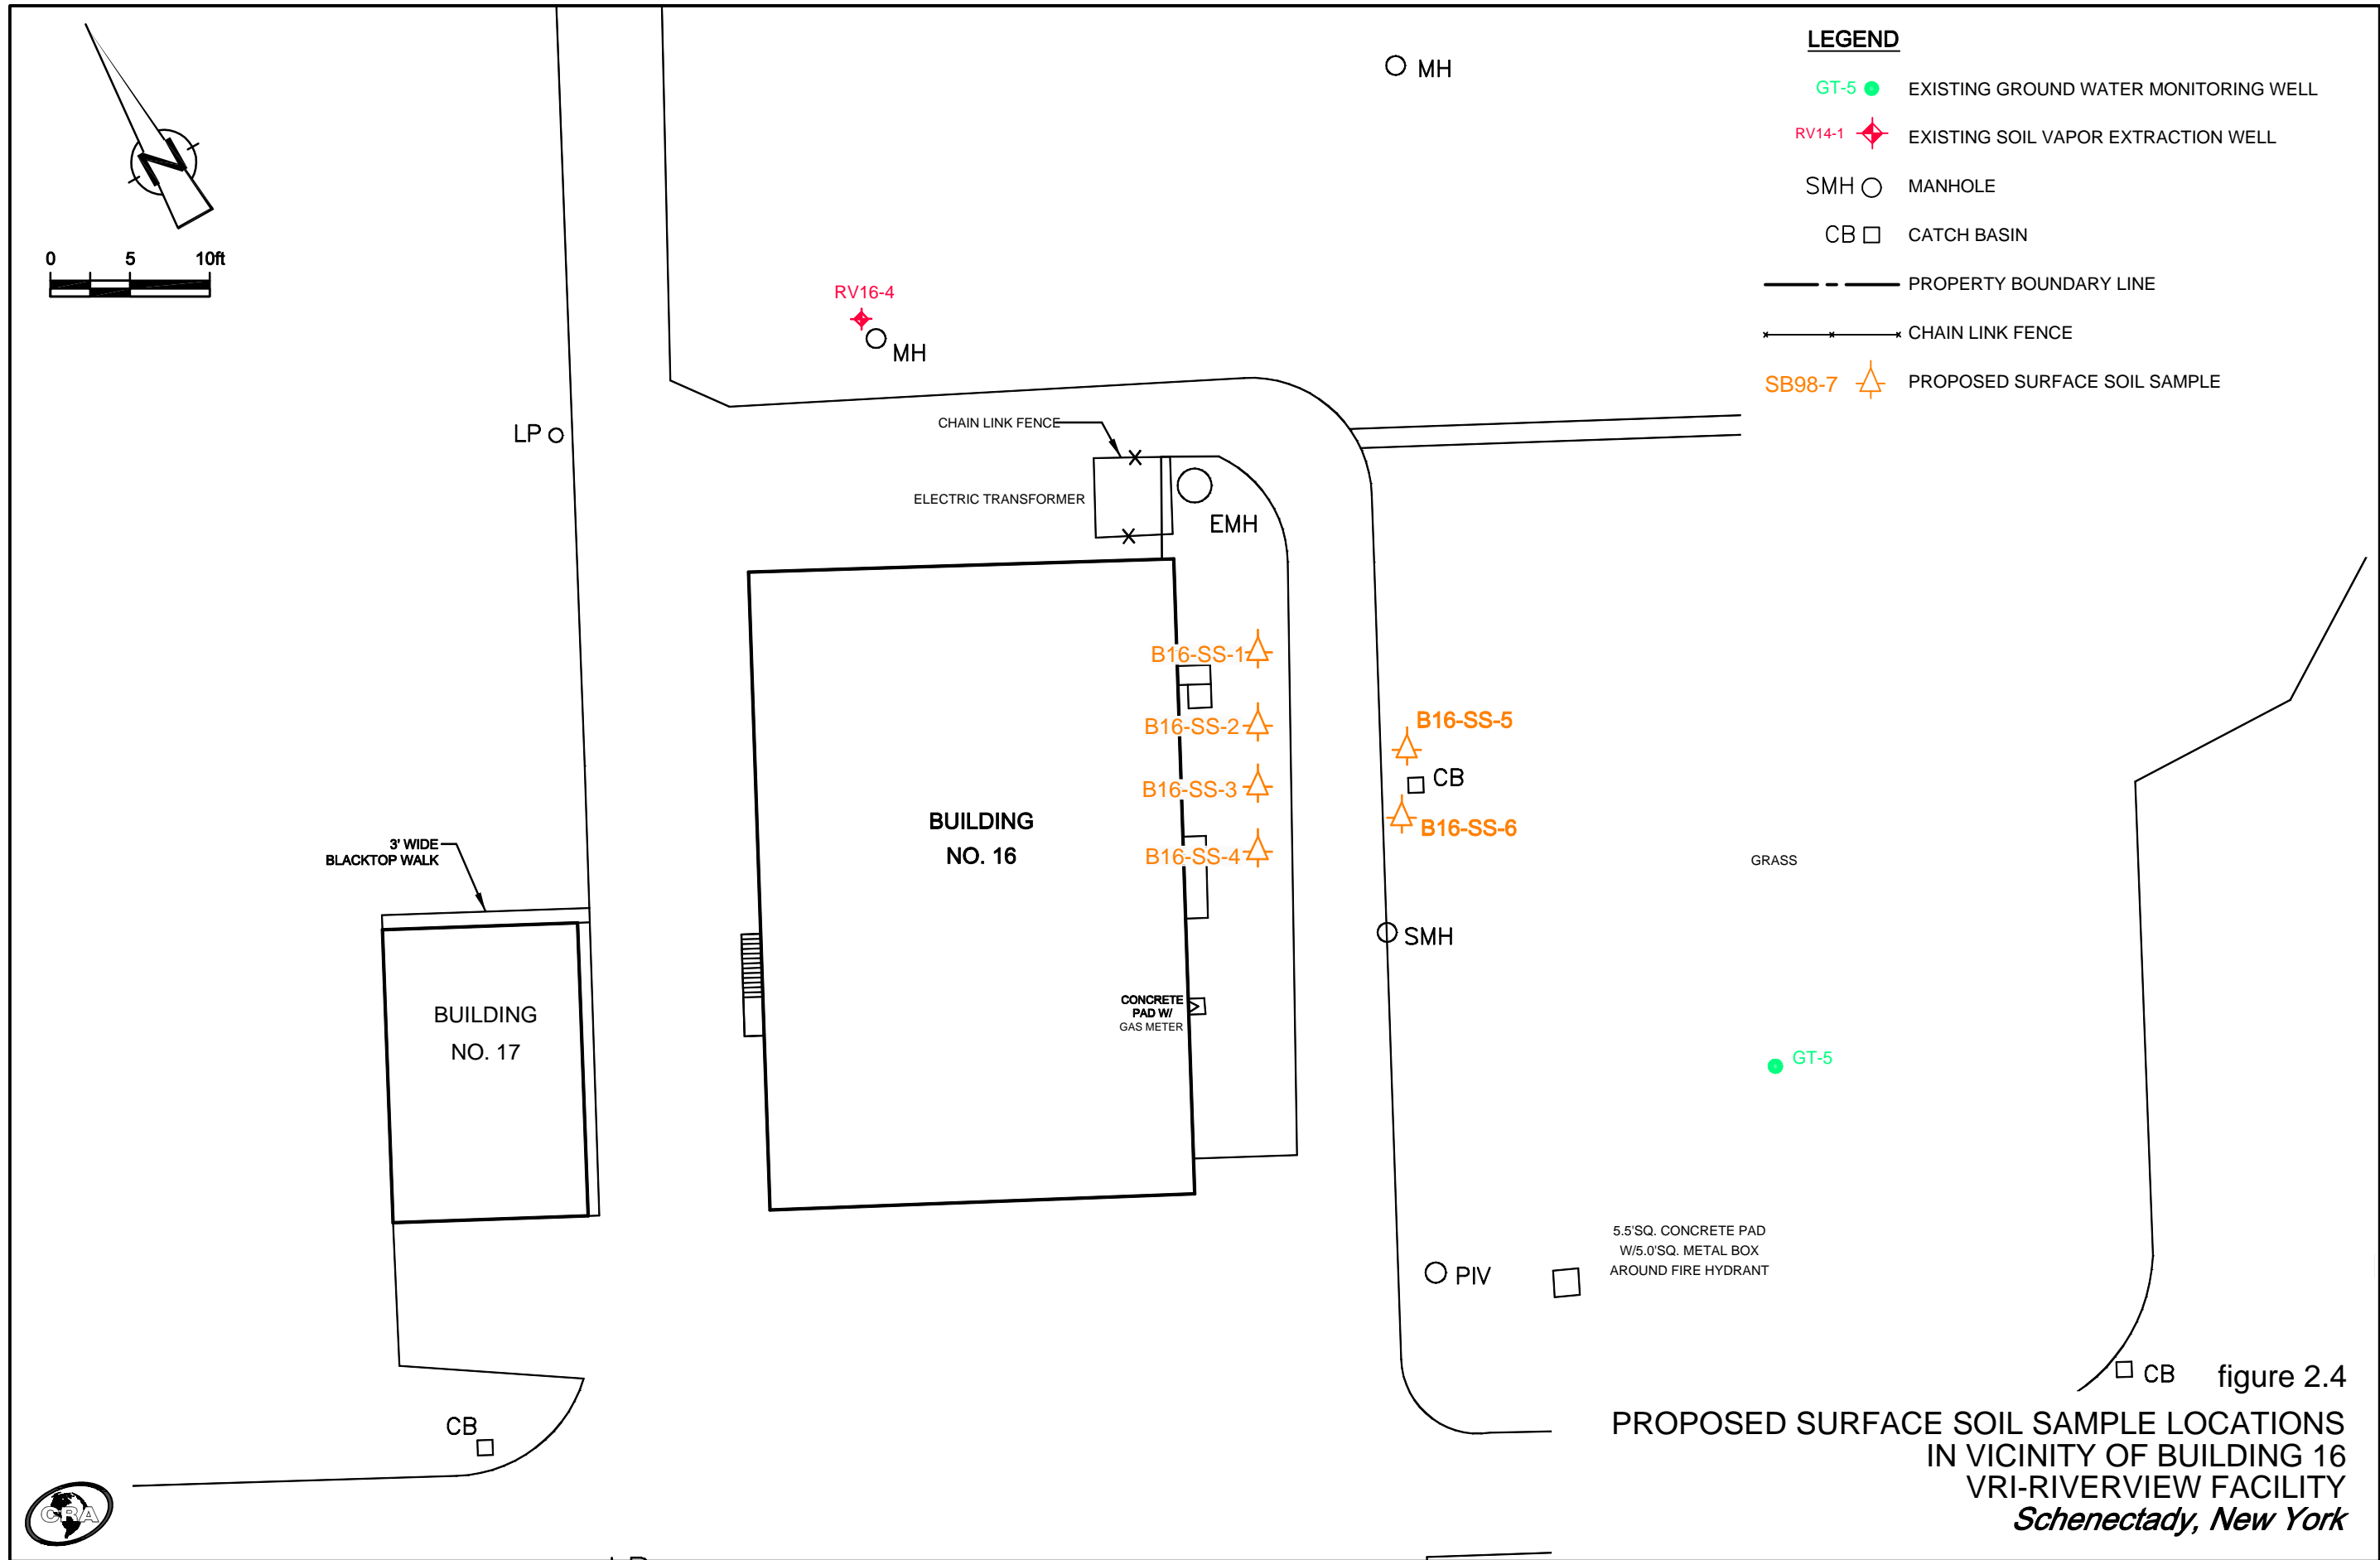 LEGEND
MH
GT-5 EXISTING GROUND WATER MONITORING WELL
RV14-1 EXISTING SOIL VAPOR EXTRACTION WELL
N
SMH MANHOLE
CB CATCH BASIN
0 5 10ft
PROPERTY BOUNDARY LINE
RV16-4
CHAIN LINK FENCE
MH
SB98-7 PROPOSED SURFACE SOIL SAMPLE
CHAIN LINK FENCE
LP
ELECTRIC TRANSFORMER
EMH
B16-SS-1
B16-SS-2
B16-SS-5
CB
B16-SS-3
BUILDING
NO. 16
B16-SS-6
B16-SS-4
3' WIDE
BLACKTOP WALK
GRASS
SMH
CONCRETE
PAD W/
GAS METER
BUILDING
NO. 17
GT-5
5.5'SQ. CONCRETE PAD
W/5.0'SQ. METAL BOX
AROUND FIRE HYDRANT
PIV
CB
figure 2.4
CB
PROPOSED SURFACE SOIL SAMPLE LOCATIONS
IN VICINITY OF BUILDING 16
VRI-RIVERVIEW FACILITY
Schenectady, New York
CRA